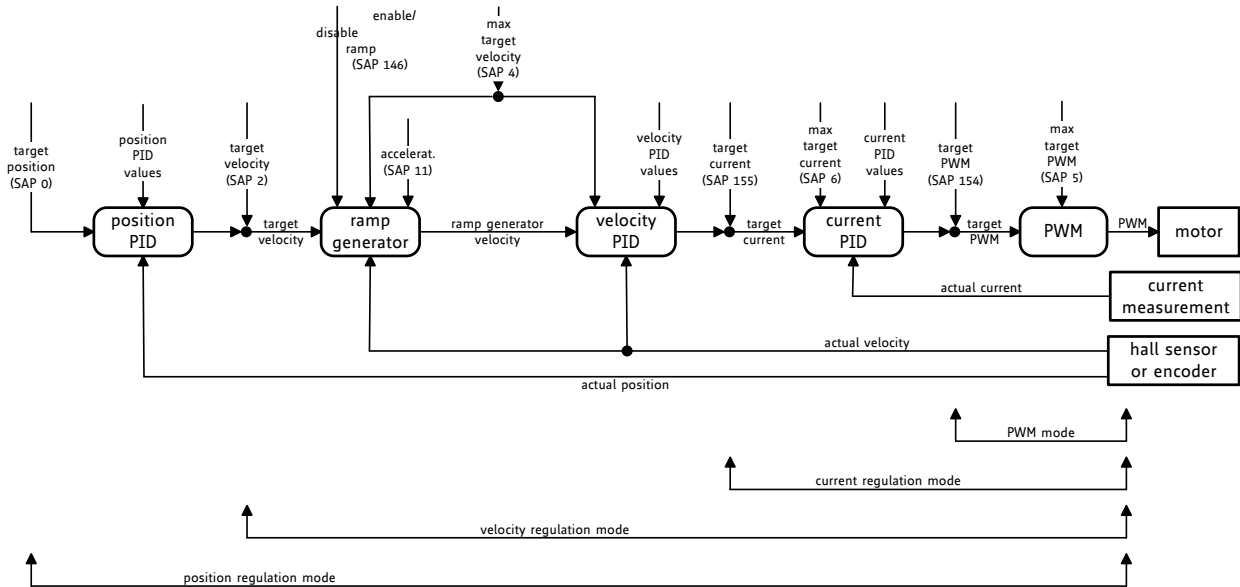 enable/
disable
ramp
(SAP 146)
max
target
velocity
(SAP 4)
target
position
(SAP 0)
position
PID
values
target
velocity
(SAP 2)
accelerat.
(SAP 11)
velocity
PID
values
target
current
(SAP 155)
max
target
current
(SAP 6)
current
PID
values
target
PWM
(SAP 154)
max
target
PWM
(SAP 5)
position
PID
target
velocity
ramp
generator
ramp generator
velocity
velocity
PID
target
current
current
PID
target
PWM
PWM
PWM
motor
actual current
current
measurement
actual velocity
hall sensor
or encoder
actual position
PWM mode
current regulation mode
velocity regulation mode
position regulation mode